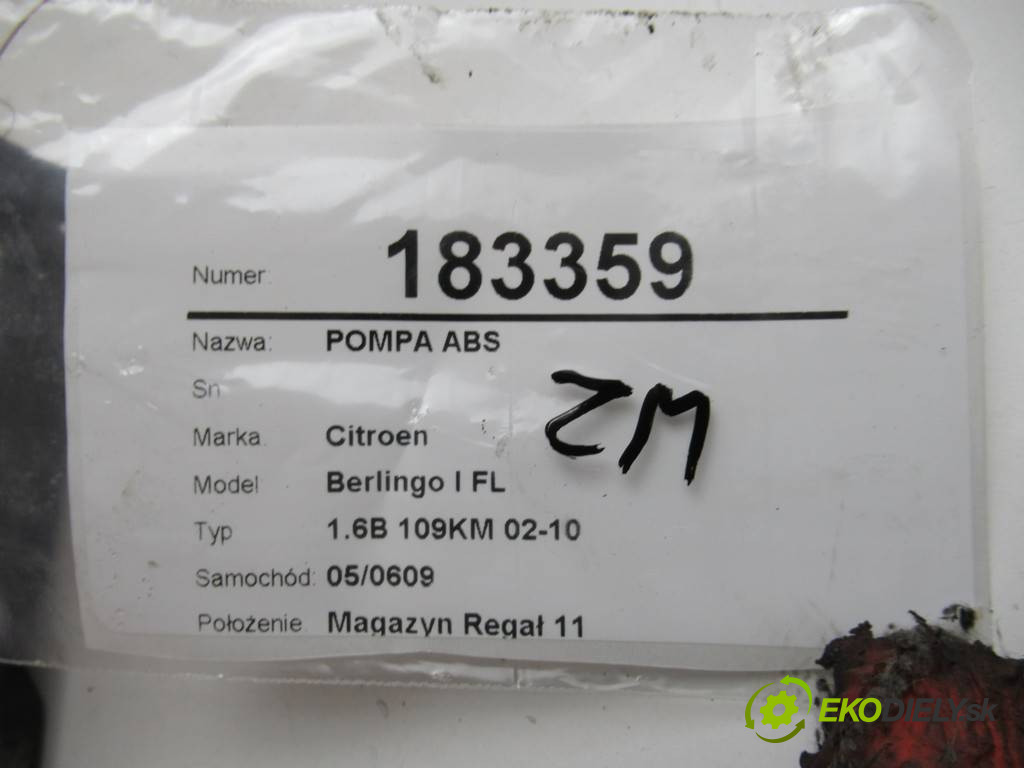 Numer: 183359
Nazwa: POMPA ABS
Sn
ZM
Marka Citroen
Model Berlingo I FL
Typ 1.6B 109KM 02-10
Samochód: 05/0609
Położenie Magazyn Regał 11
EKODIELY.sk